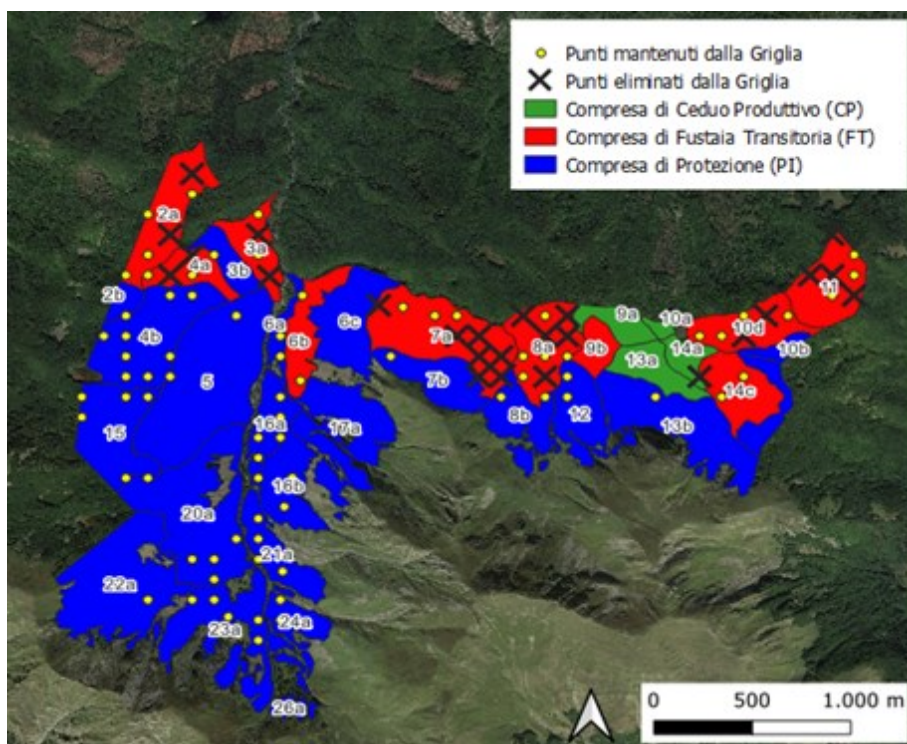 Punti mantenuti dalla Griglia
Punti eliminati dalla Griglia
Compresa di Ceduo Produttivo (CP)
Compresa di Fustaia Transitoria (FT)
Compresa di Protezione (PI)
2a
3a
4a
3b
11
2b
6a
6c
9a
10a
4b
6b
7a
8a
9b
14a
10d
10b
5
13a
7b
14c
8b
12
15
16a
17a
13b
16b
20a
21a
22a
23a
24a
26a
0 500 1.000 m